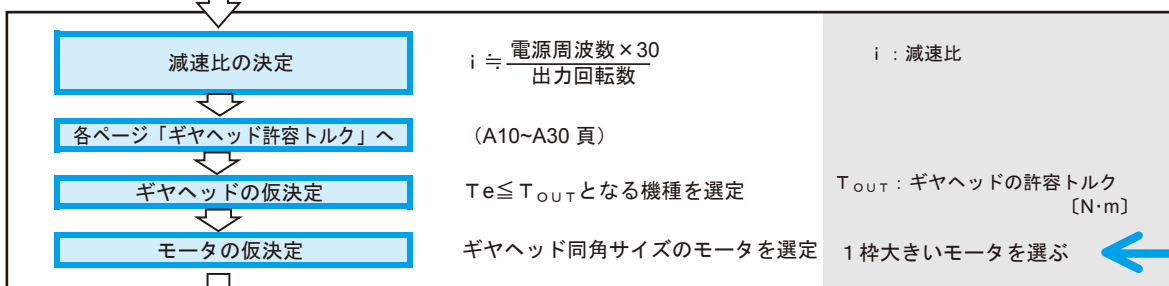 減速比の決定
i≒電源周波数×30
出力回転数
i:減速比
各ページ「ギヤヘッド許容トルク」へ
(A10~A30 頁)
ギヤヘッドの仮決定
Te≦TOUTとなる機種を選定
TOUT:ギヤヘッドの許容トルク
〔N·m〕
モータの仮決定
ギヤヘッド同角サイズのモータを選定
1枠大きいモータを選ぶ